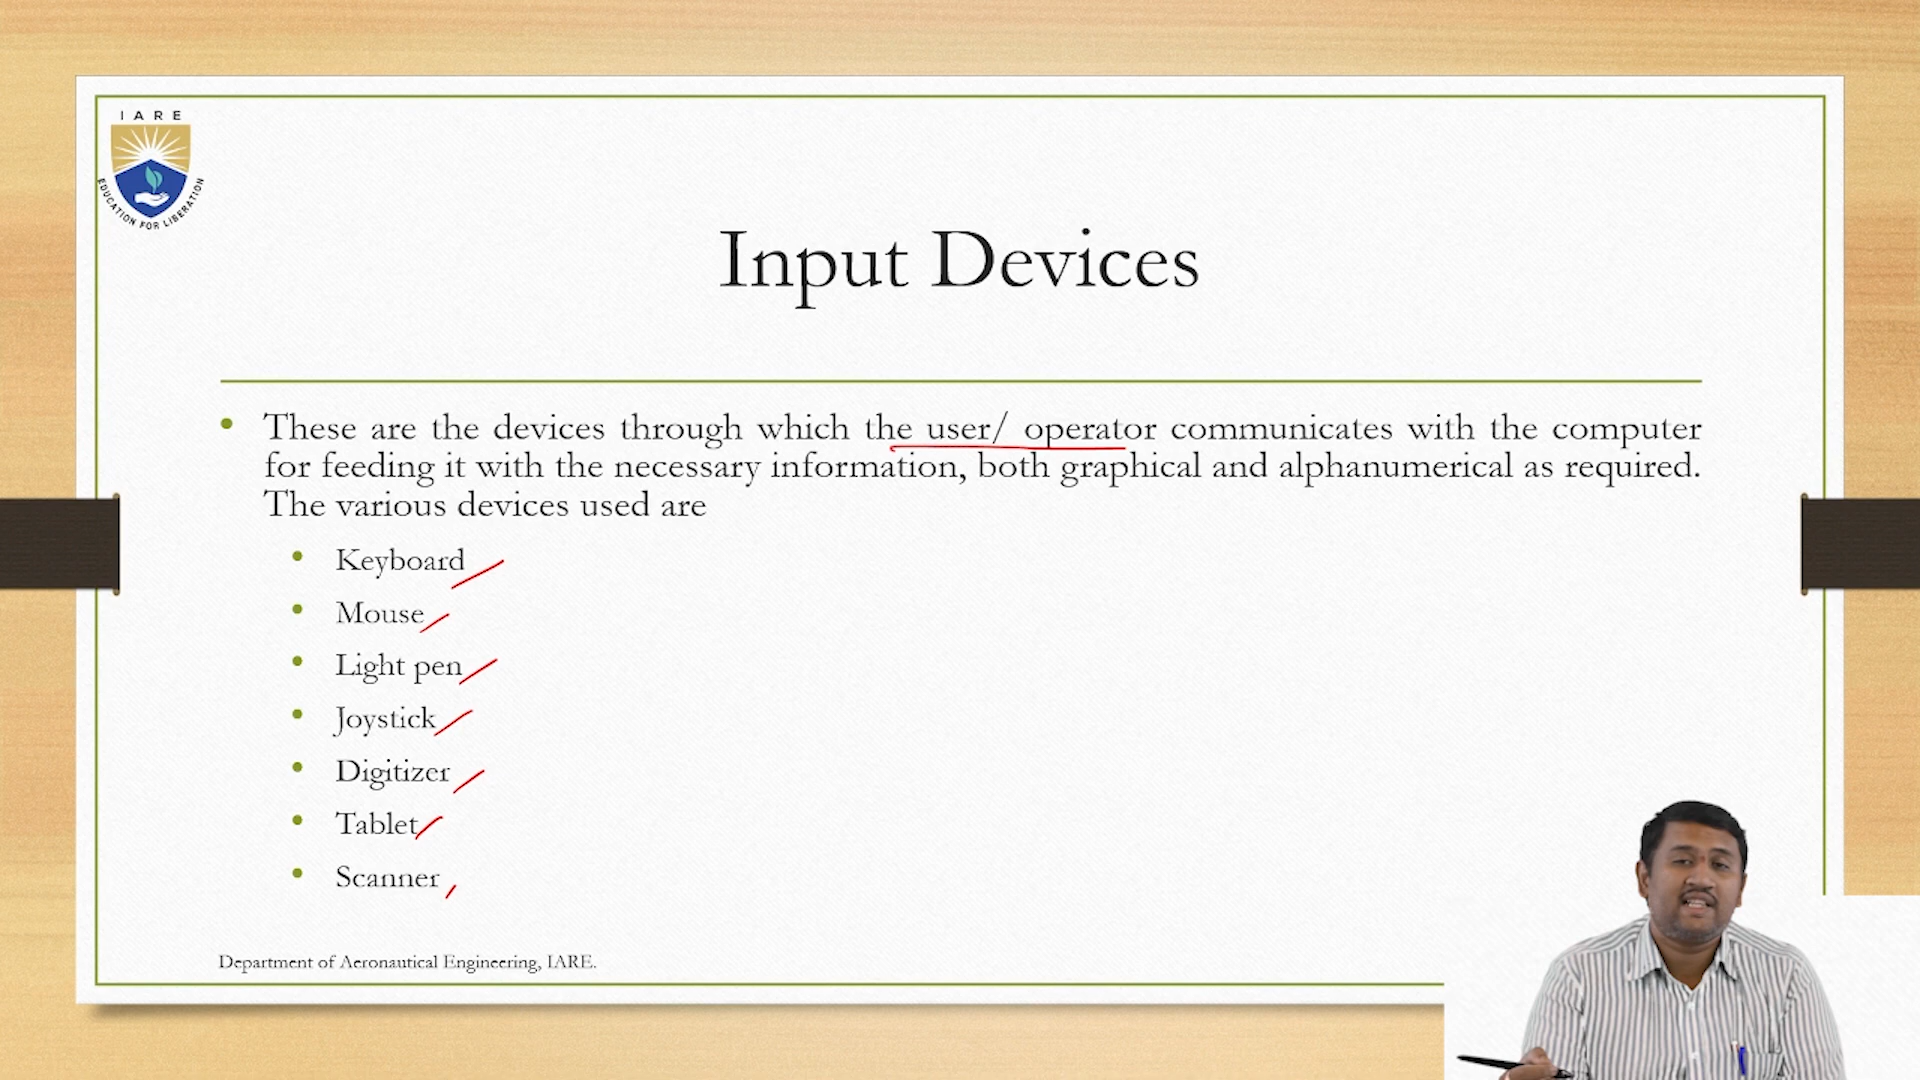 IARE
EDUCATION FOR LIBERATION
Input Devices
• These are the devices through which the user/ operator communicates with the computer
for feeding it with the necessary information, both graphical and alphanumerical as required.
The various devices used are
• Keyboard
• Mouse
• Light pen
• Joystick
• Digitizer
• Tablet
• Scanner
Department of Aeronautical Engineering, IARE.